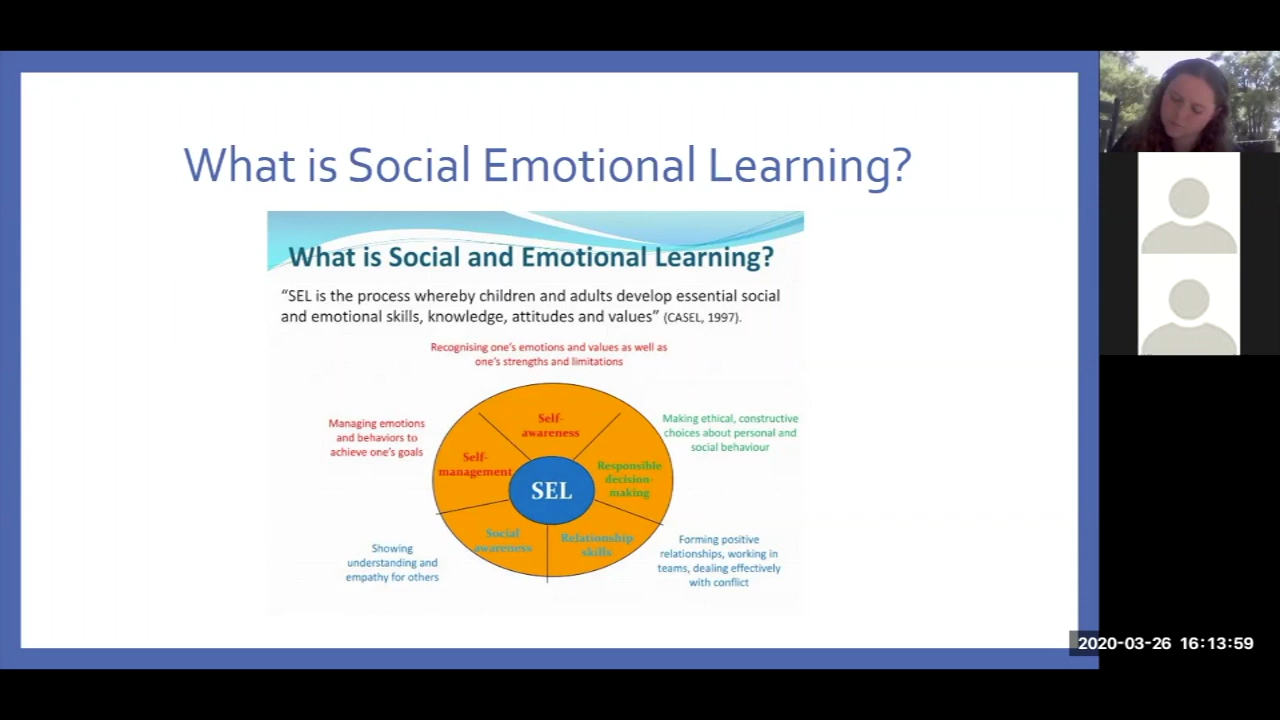 What is Social Emotional Learning?
What is Social and Emotional Learning?
“SEL is the process whereby children and adults develop essential social
and emotional skills, knowledge, attitudes and values” (CASEL, 1997).
Recognising one’s emotions and values as well as
one’s strengths and limitations
Managing emotions
and behaviors to
achieve one’s goals
Self-
awareness
Making ethical, constructive
choices about personal and
social behaviour
Self-
management
Responsible
decision-
making
SEL
Social
awareness
Relationship
skills
Showing
understanding and
empathy for others
Forming positive
relationships, working in
teams, dealing effectively
with conflict
2020-03-26 16:13:59